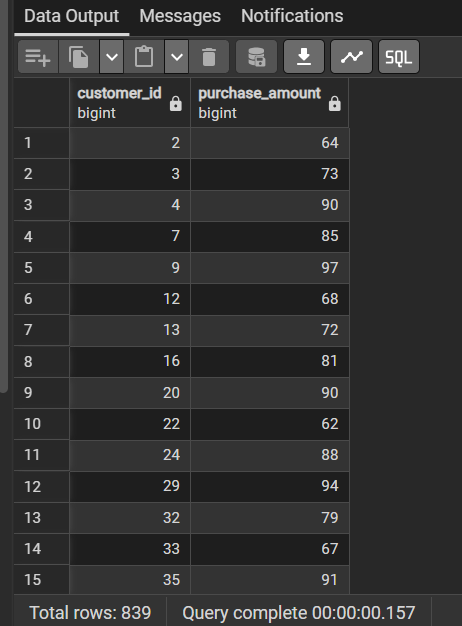 Data Output Messages Notifications
SQL
customer_id purchase_amount
bigint bigint
1 2 64
2 3 73
3 4 90
4 7 85
5 9 97
6 12 68
7 13 72
8 16 81
9 20 90
10 22 62
11 24 88
12 29 94
13 32 79
14 33 67
15 35 91
Total rows: 839 Query complete 00:00:00.157